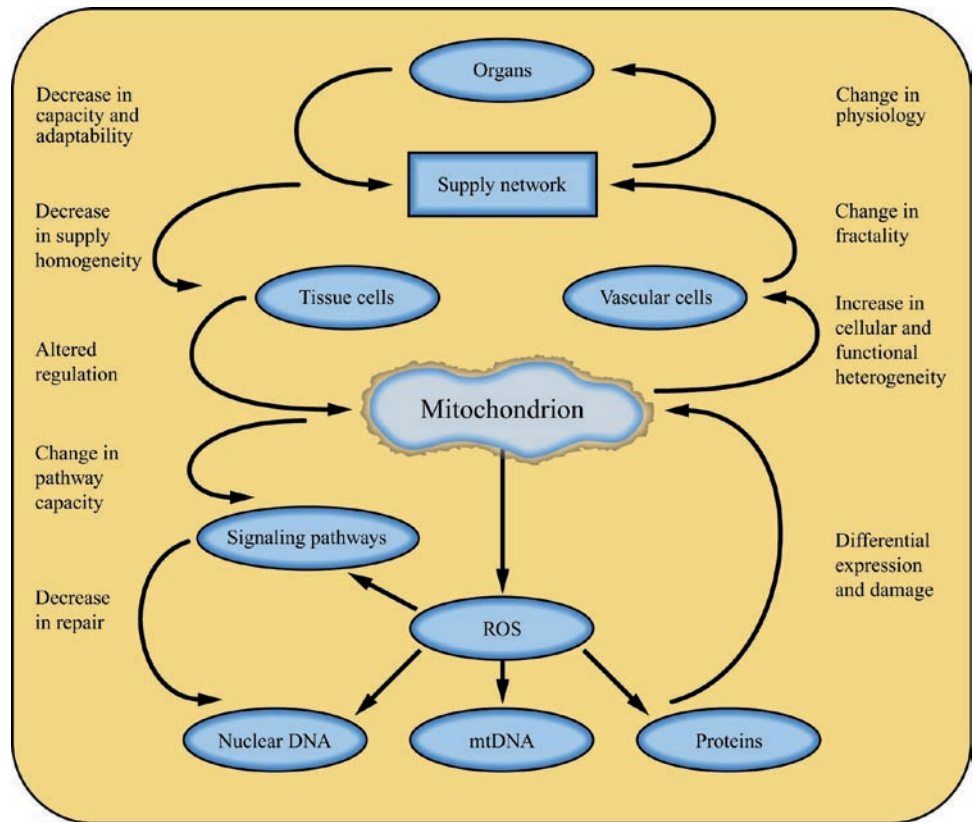 Organs
Decrease in
capacity and
adaptability
Change in
physiology
Supply network
Decrease
in supply
homogeneity
Change in
fractality
Tissue cells
Vascular cells
Increase in
cellular and
functional
heterogeneity
Altered
regulation
Mitochondrion
Change in
pathway
capacity
Signaling pathways
Differential
expression
and damage
Decrease
in repair
ROS
Nuclear DNA
mtDNA
Proteins